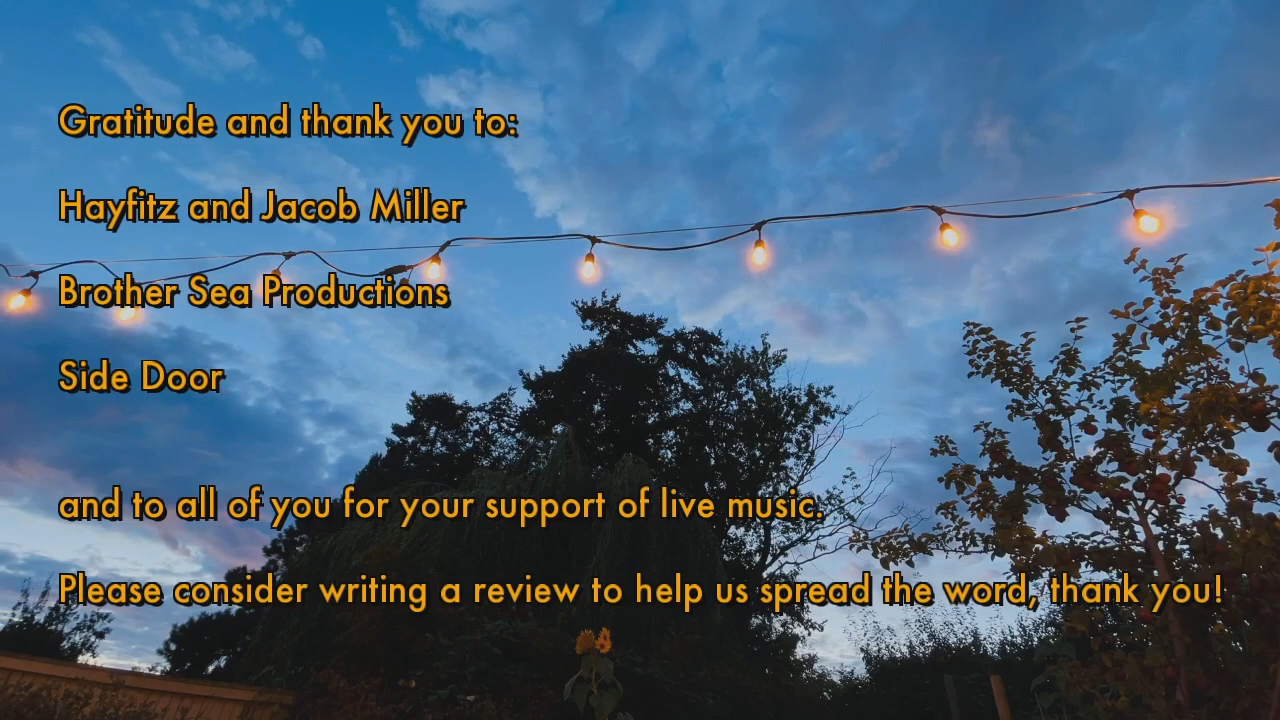 Gratitude and thank you to:
Hayfitz and Jacob Miller
Brother Sea Productions
Side Door
and to all of you for your support of live music.
Please consider writing a review to help us spread the word, thank you!